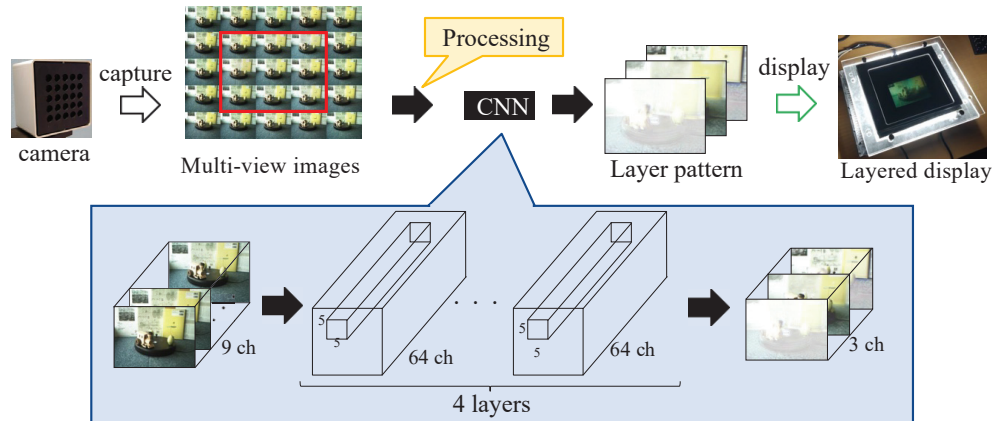 Processing
capture
CNN
display
camera
Multi-view images
Layer pattern
Layered display
5
5
5
5
9 ch
64 ch
. . .
64 ch
3 ch
4 layers